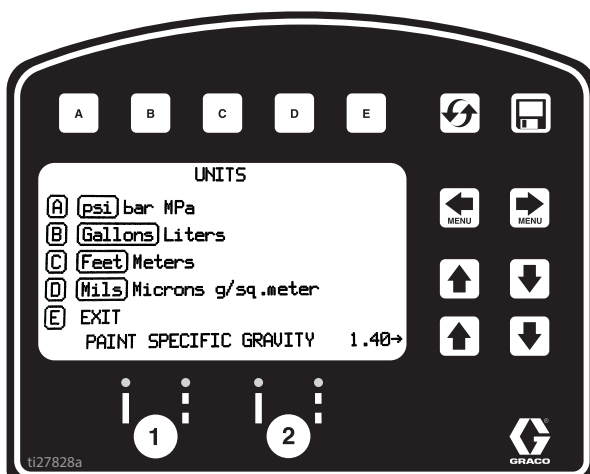 A B C D E
UNITS
A psi bar MPa
B Gallons Liters
C Feet Meters
D Mils Microns g/sq.meter
E EXIT
PAINT SPECIFIC GRAVITY 1.40→
MENU MENU
1 2
ti27828a
G
GRACO
®